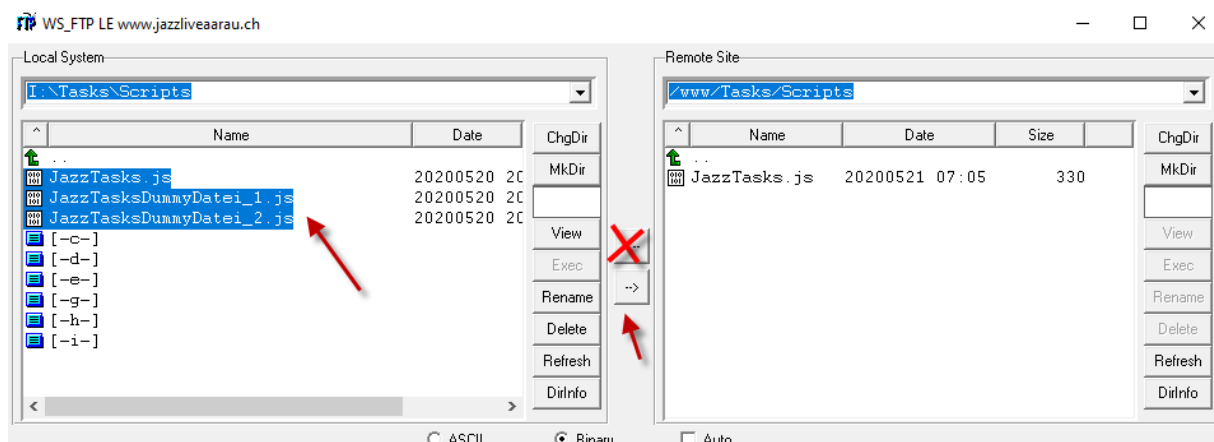 WS_FTP LE www.jazzliveaarau.ch
Local System
I:\Tasks\Scripts
^ Name Date
..
JazzTasks.js 20200520 20
JazzTasksDummyDatei_1.js 20200520 20
JazzTasksDummyDatei_2.js 20200520 20
[-c-]
[-d-]
[-e-]
[-g-]
[-h-]
[-i-]
ChgDir
MkDir
View
Exec
Rename
Delete
Refresh
DirInfo
-->
Remote Site
/www/Tasks/Scripts
^ Name Date Size
..
JazzTasks.js 20200521 07:05 330
ChgDir
MkDir
View
Exec
Rename
Delete
Refresh
DirInfo
ASCII Binary Auto